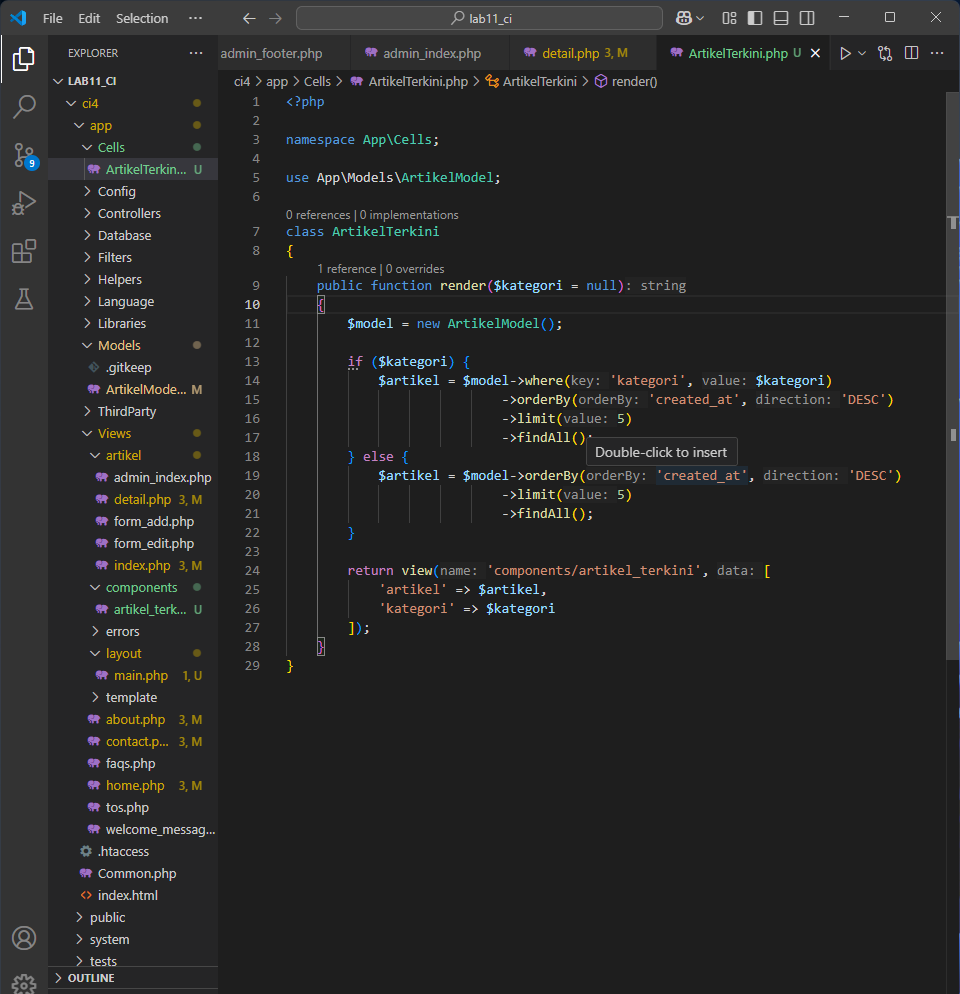 File Edit Selection ··· lab11_ci
EXPLORER ···
LAB11_CI
ci4
app
Cells
ArtikelTerkin... U
Config
Controllers
Database
Filters
Helpers
Language
Libraries
Models
.gitkeep
ArtikelMode... M
ThirdParty
Views
artikel
admin_index.php
detail.php 3, M
form_add.php
form_edit.php
index.php 3, M
components
artikel_terk... U
errors
layout
main.php 1, U
template
about.php 3, M
contact.p... 3, M
faqs.php
home.php 3, M
tos.php
welcome_messag...
.htaccess
Common.php
index.html
public
system
tests
OUTLINE
9
admin_footer.php admin_index.php detail.php 3, M ArtikelTerkini.php U
ci4 > app > Cells > ArtikelTerkini.php > ArtikelTerkini > render()
1 <?php
2
3 namespace App\Cells;
4
5 use App\Models\ArtikelModel;
6
0 references | 0 implementations
7 class ArtikelTerkini
8 {
1 reference | 0 overrides
9 public function render($kategori = null): string
10 {
11 $model = new ArtikelModel();
12
13 if ($kategori) {
14 $artikel = $model->where(key: 'kategori', value: $kategori)
15 ->orderBy(orderBy: 'created_at', direction: 'DESC')
16 ->limit(value: 5)
17 ->findAll();
Double-click to insert
18 } else {
19 $artikel = $model->orderBy(orderBy: 'created_at', direction: 'DESC')
20 ->limit(value: 5)
21 ->findAll();
22 }
23
24 return view(name: 'components/artikel_terkini', data: [
25 'artikel' => $artikel,
26 'kategori' => $kategori
27 ]);
28 }
29 }